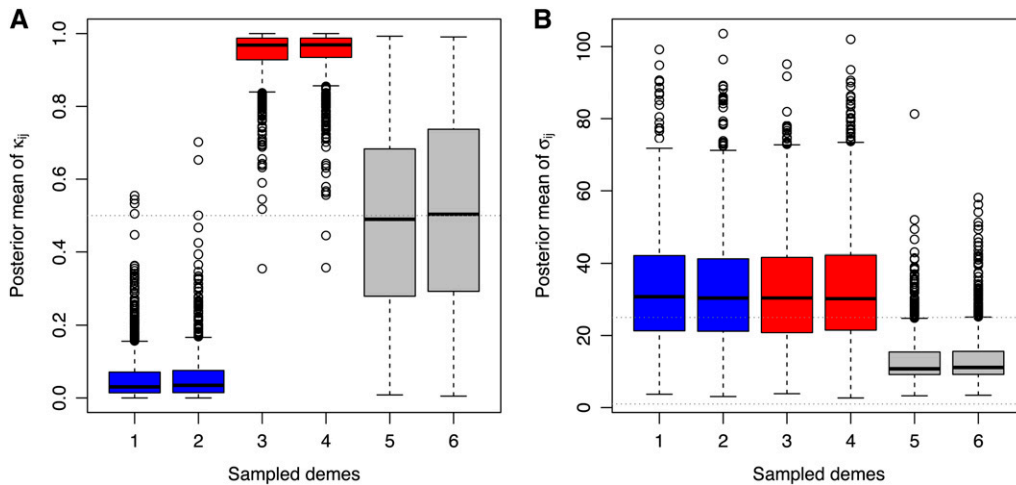 A
Posterior mean of κij
1.0
0.8
0.6
0.4
0.2
0.0
1 2 3 4 5 6
Sampled demes
B
Posterior mean of σij
100
80
60
40
20
0
1 2 3 4 5 6
Sampled demes